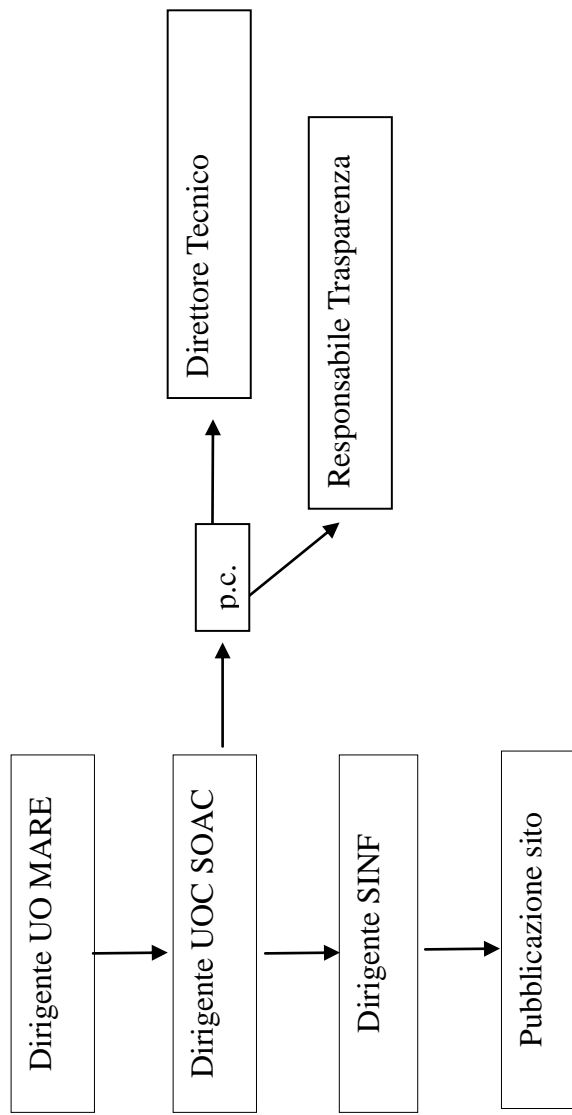 Dirigente UO MARE
Dirigente UOC SOAC
Dirigente SINF
Pubblicazione sito
p.c.
Direttore Tecnico
Responsabile Trasparenza